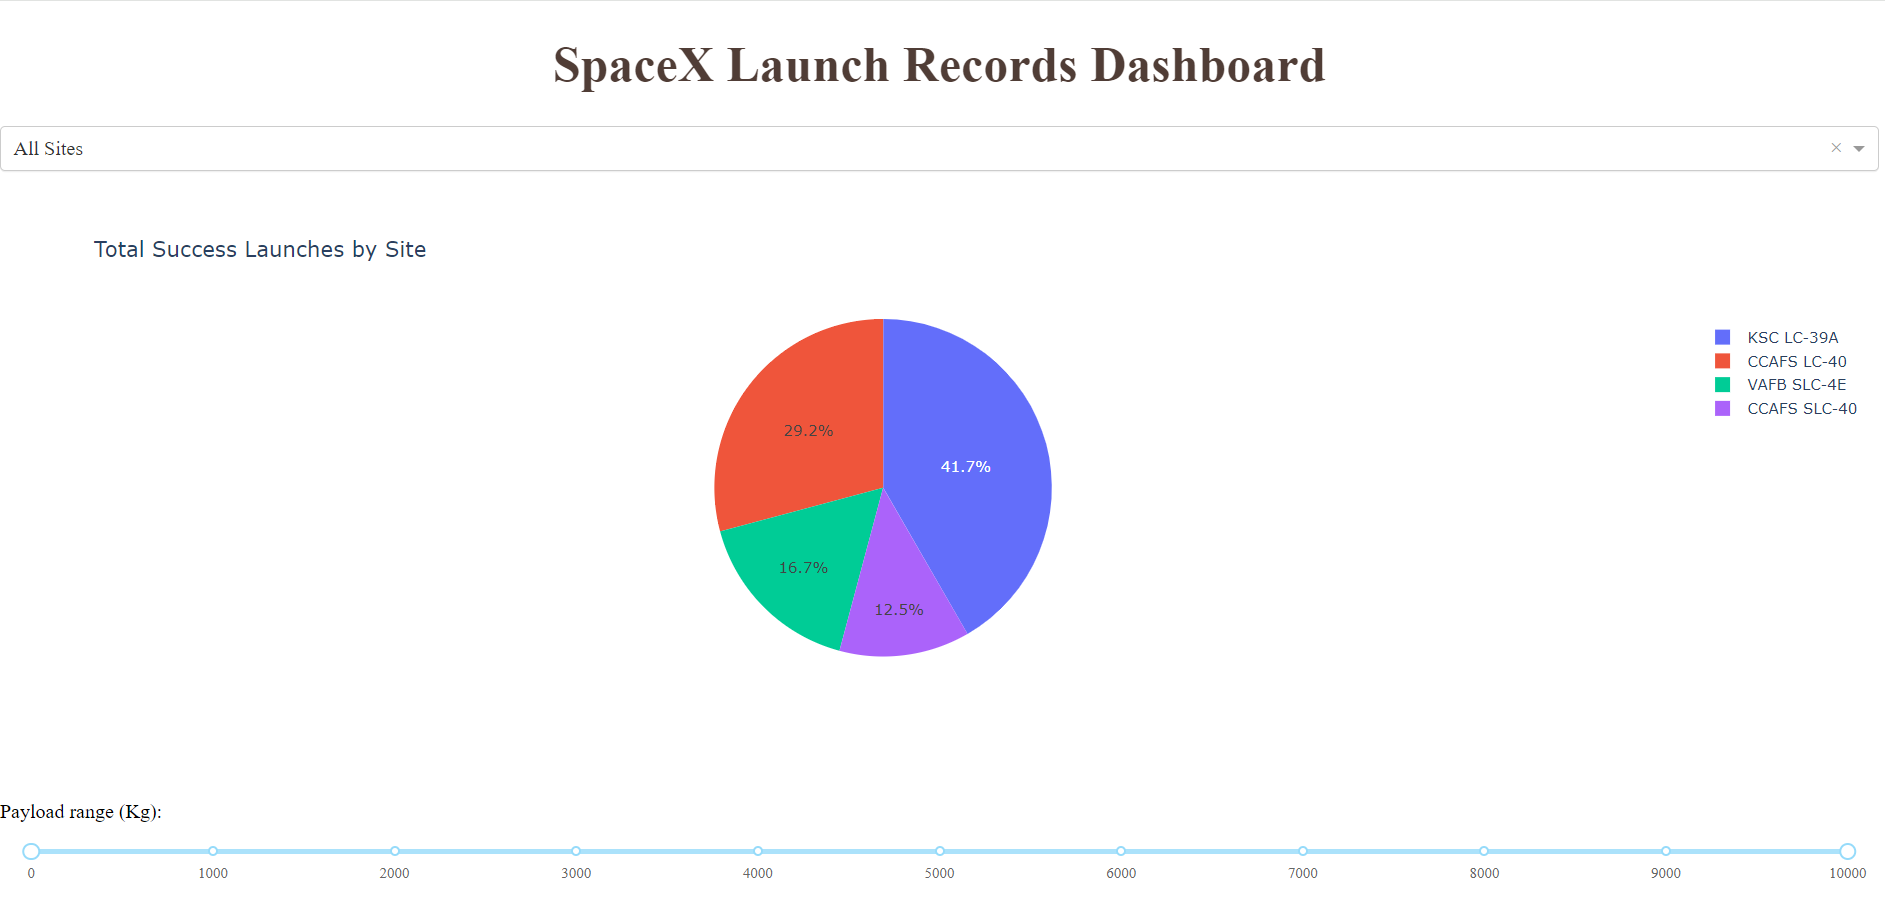 SpaceX Launch Records Dashboard
All Sites
×
Total Success Launches by Site
KSC LC-39A
CCAFS LC-40
VAFB SLC-4E
CCAFS SLC-40
29.2%
41.7%
16.7%
12.5%
Payload range (Kg):
0 1000 2000 3000 4000 5000 6000 7000 8000 9000 10000